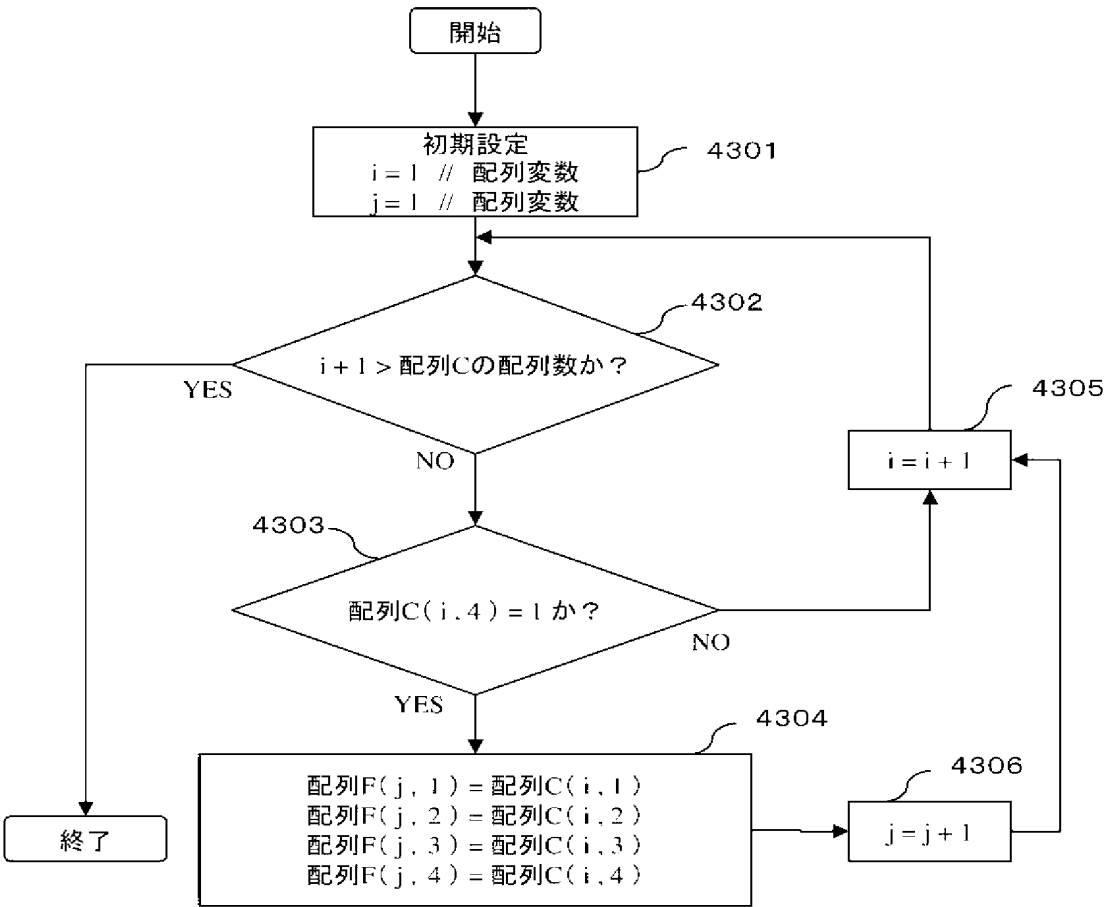 開始
初期設定
i = 1 // 配列変数
j = 1 // 配列変数
4301
4302
i + 1 > 配列Cの配列数か？
YES
NO
4305
i = i + 1
4303
配列C( i , 4 ) = 1 か？
NO
YES
4304
配列F( j , 1 ) = 配列C( i , 1 )
配列F( j , 2 ) = 配列C( i , 2 )
配列F( j , 3 ) = 配列C( i , 3 )
配列F( j , 4 ) = 配列C( i , 4 )
4306
j = j + 1
終了